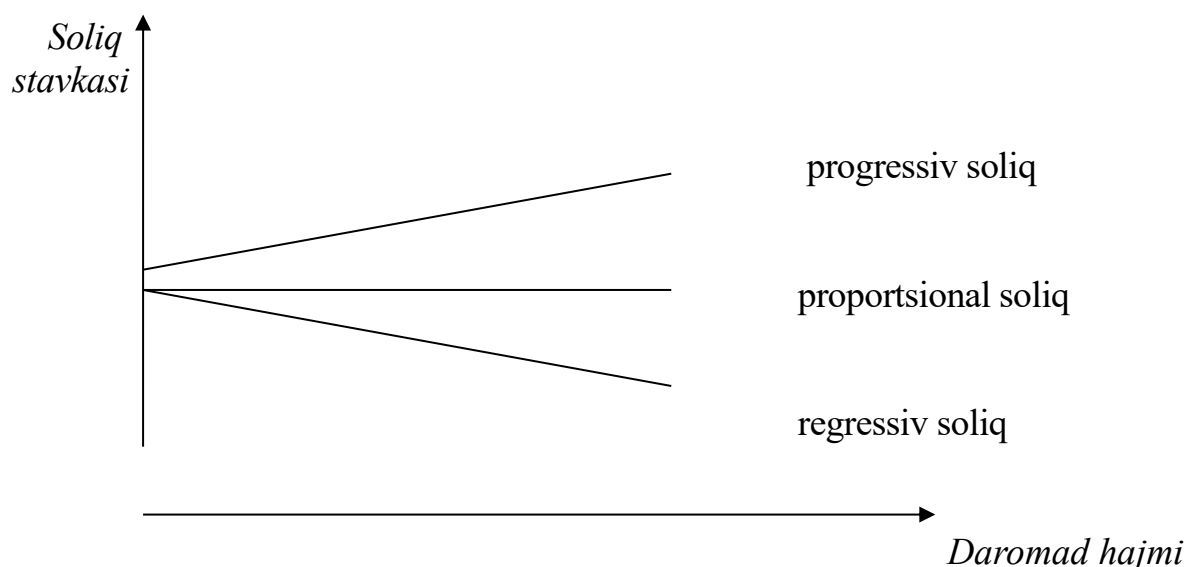 Soliq
stavkasi
progressiv soliq
proportsional soliq
regressiv soliq
Daromad hajmi